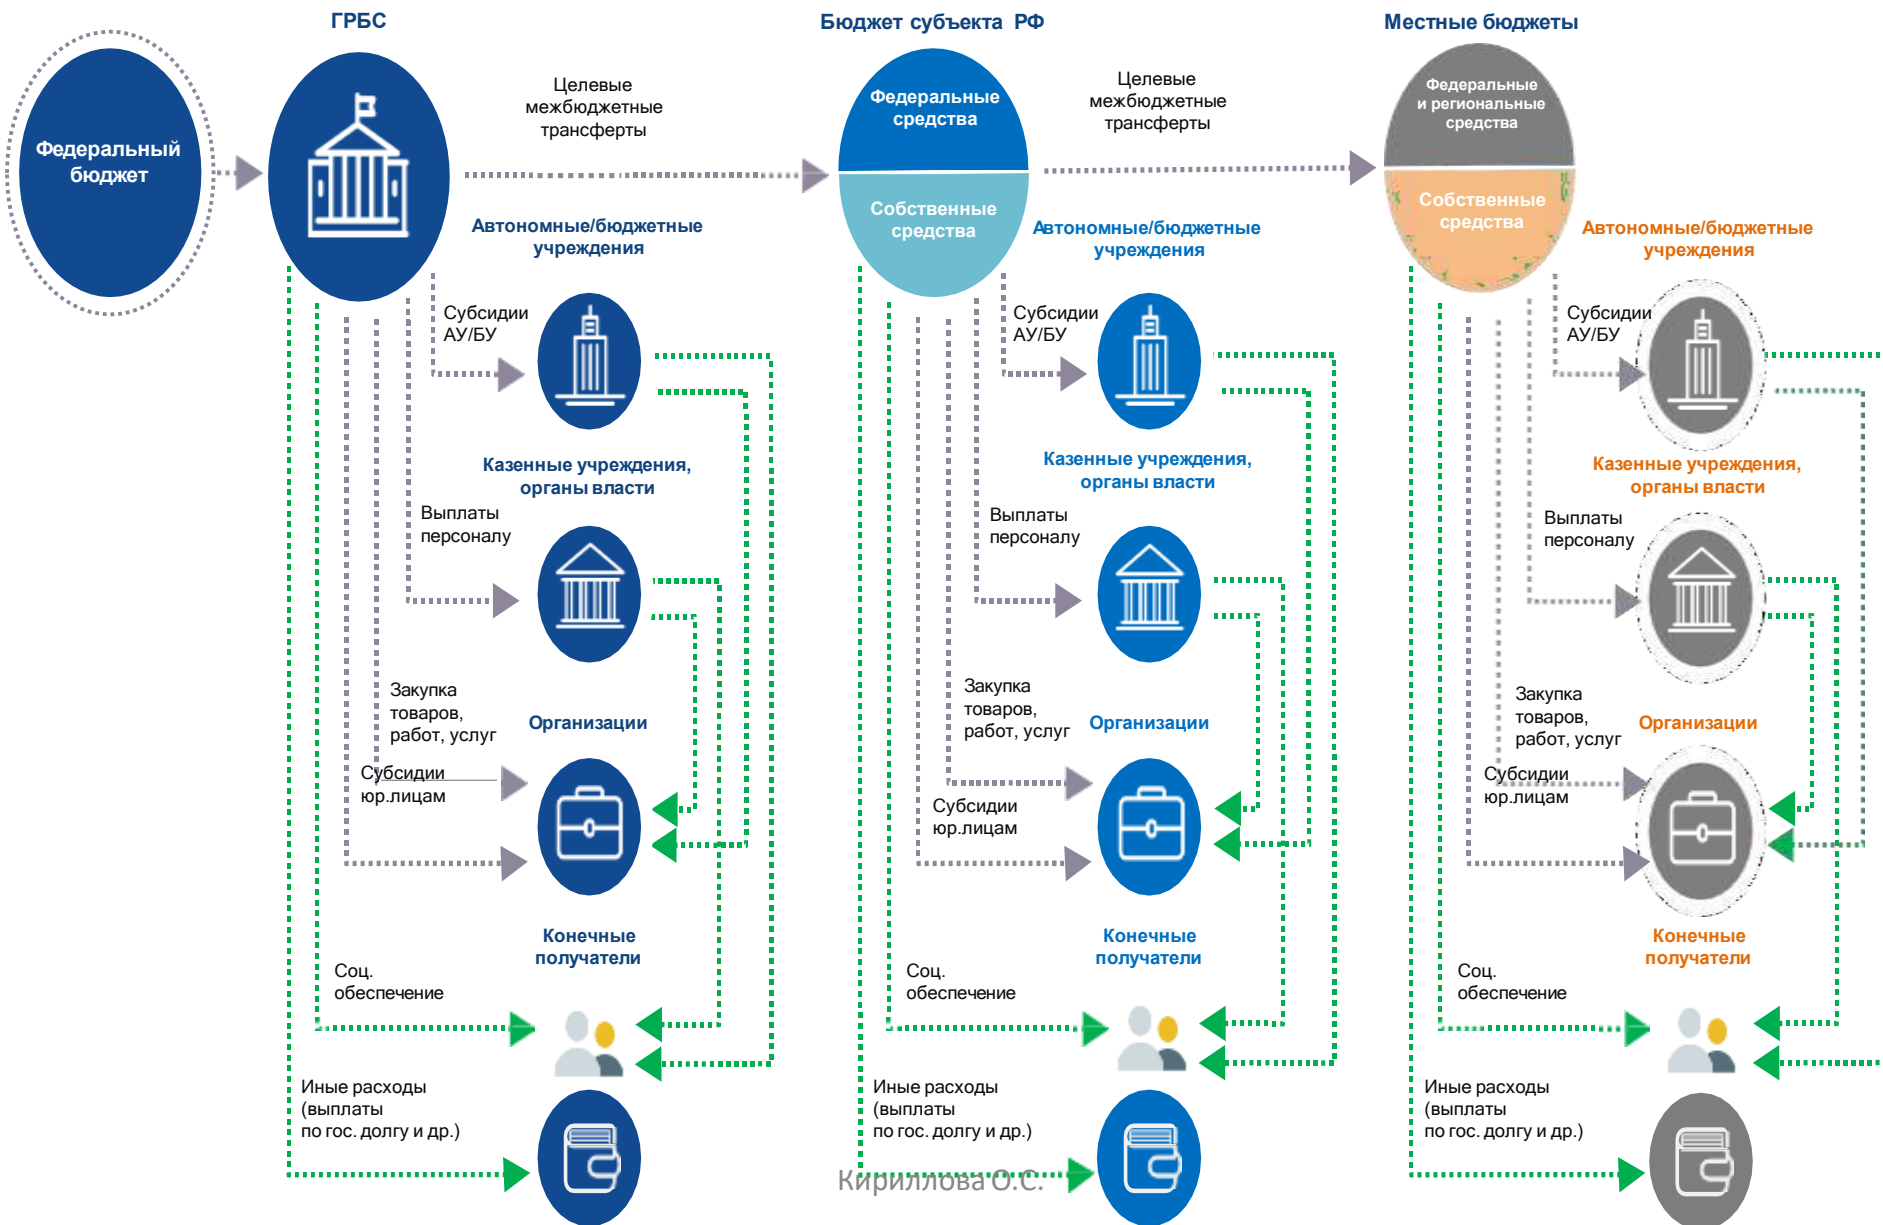 ГРБС
Бюджет субъекта РФ
Местные бюджеты
Федеральный
бюджет
Целевые
межбюджетные
трансферты
Федеральные
средства
Собственные
средства
Целевые
межбюджетные
трансферты
Федеральные
и региональные
средства
Собственные
средства
Автономные/бюджетные
учреждения
Субсидии
АУ/БУ
Казенные учреждения,
органы власти
Выплаты
персоналу
Закупка
товаров,
работ, услуг
Организации
Субсидии
юр.лицам
Конечные
получатели
Соц.
обеспечение
Иные расходы
(выплаты
по гос. долгу и др.)
Автономные/бюджетные
учреждения
Субсидии
АУ/БУ
Казенные учреждения,
органы власти
Выплаты
персоналу
Закупка
товаров,
работ, услуг
Организации
Субсидии
юр.лицам
Конечные
получатели
Соц.
обеспечение
Иные расходы
(выплаты
по гос. долгу и др.)
Автономные/бюджетные
учреждения
Субсидии
АУ/БУ
Казенные учреждения,
органы власти
Выплаты
персоналу
Закупка
товаров,
работ, услуг
Организации
Субсидии
юр.лицам
Конечные
получатели
Соц.
обеспечение
Иные расходы
(выплаты
по гос. долгу и др.)
Кириллова О.С.